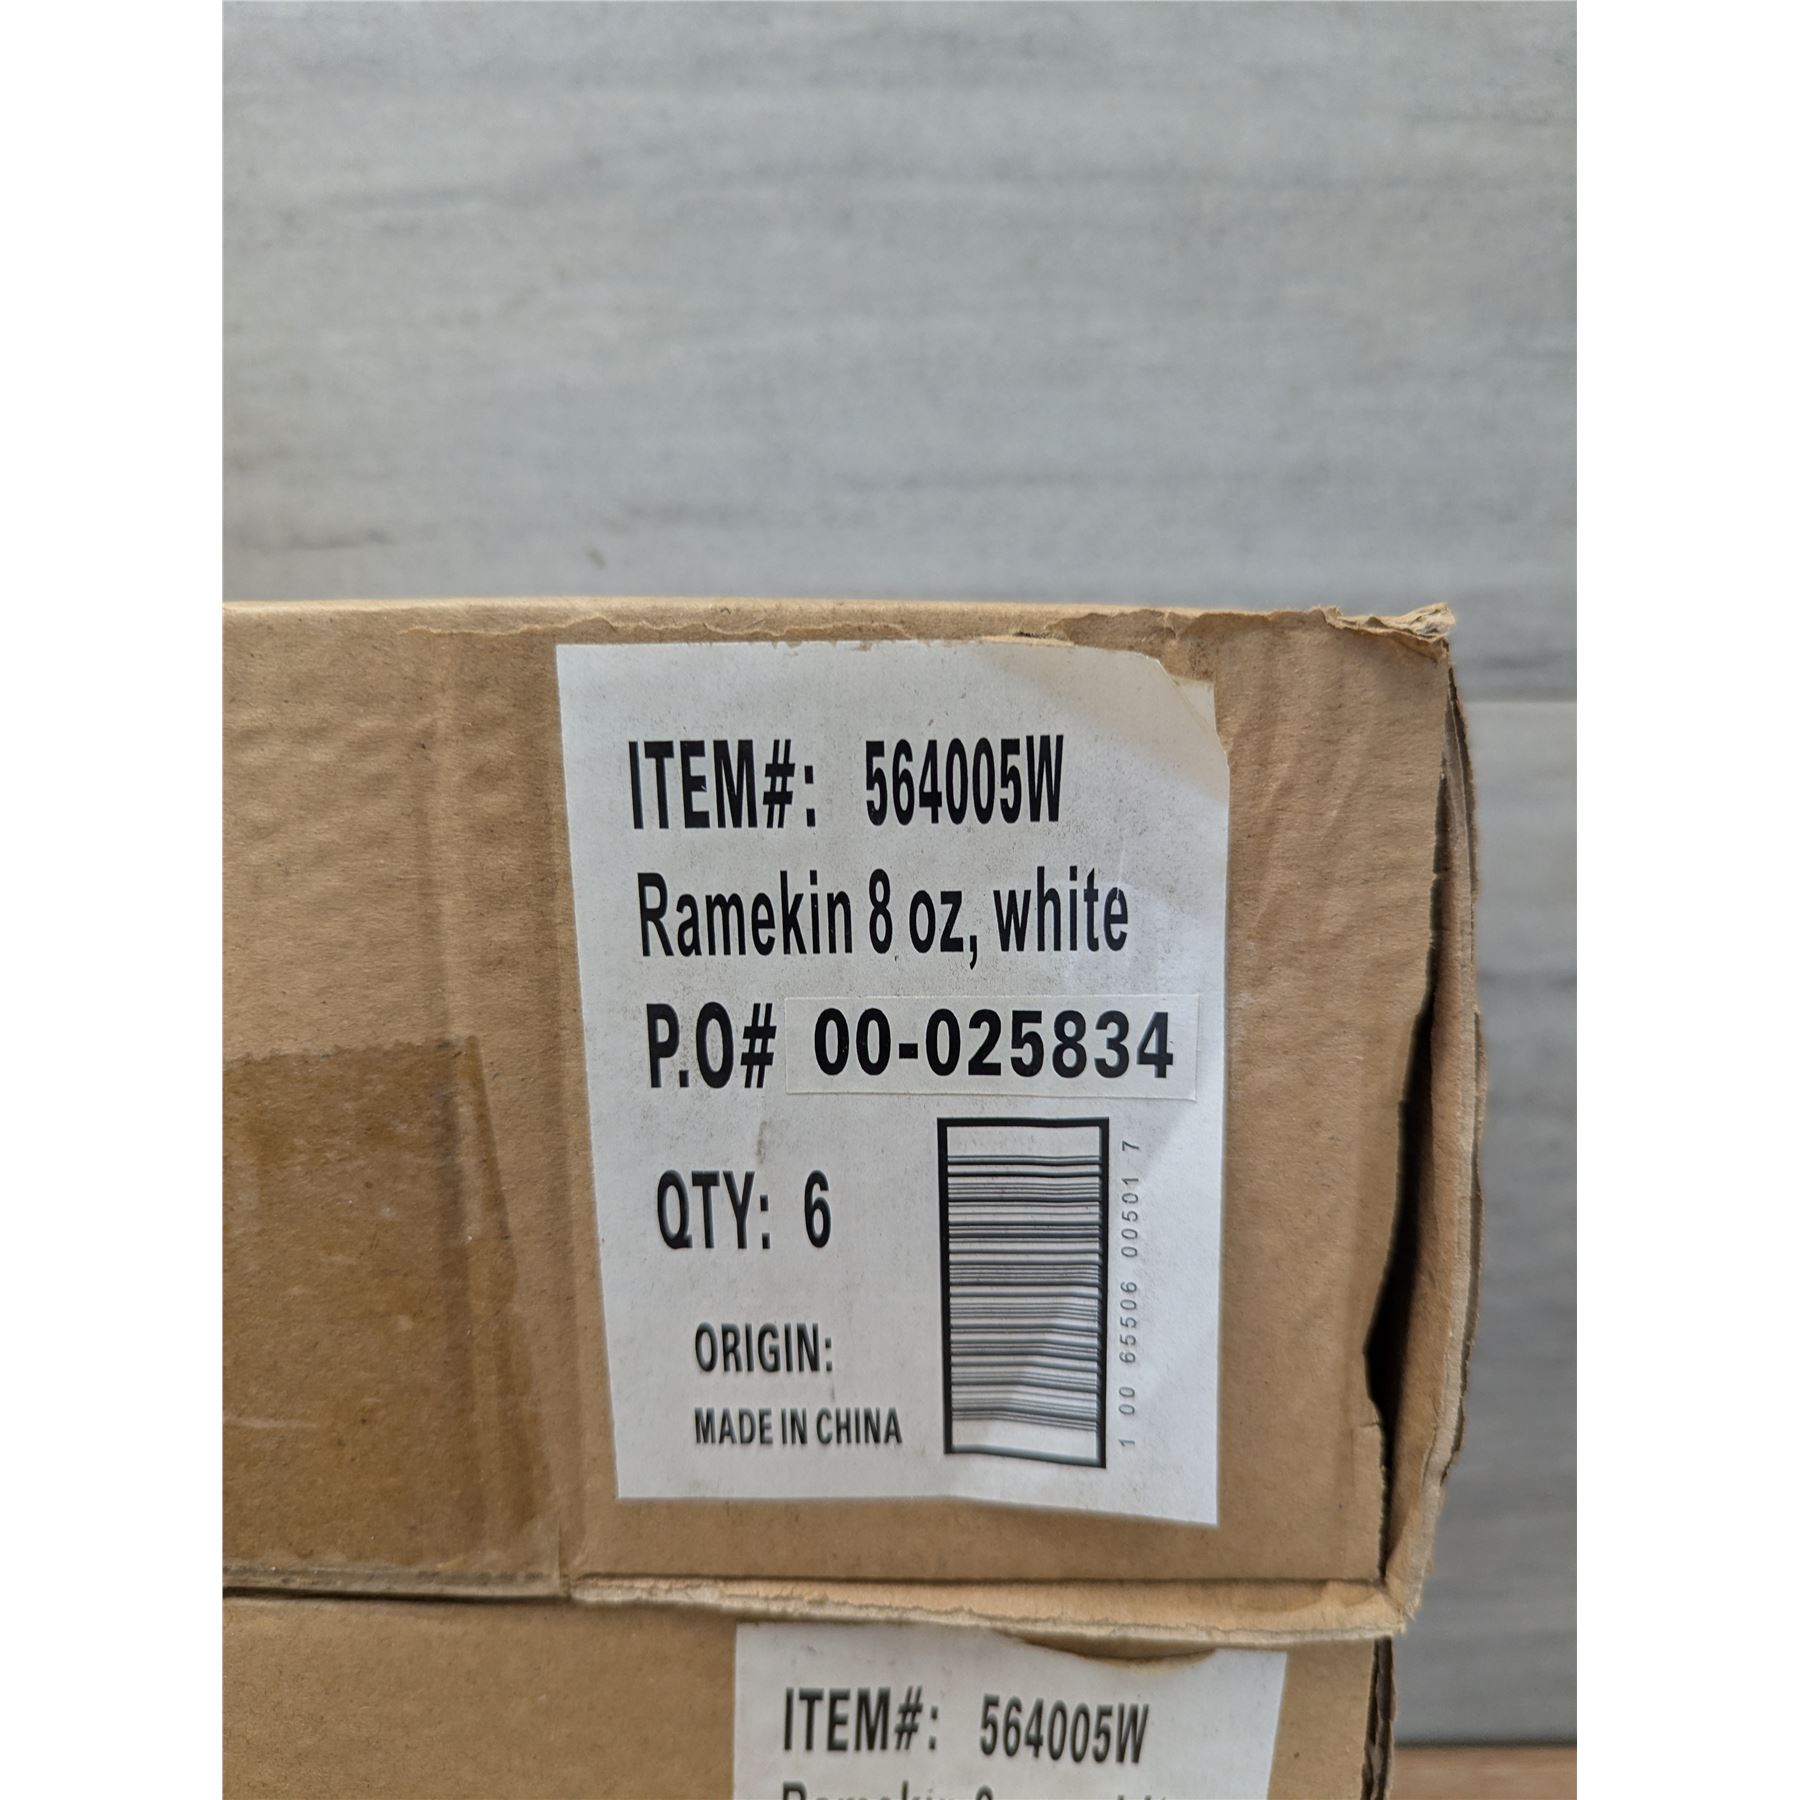 ITEM#: 564005W
Ramekin 8 oz, white
P.O# 00-025834
QTY: 6
ORIGIN:
MADE IN CHINA
1 00 65506 00501 7
ITEM#: 564005W